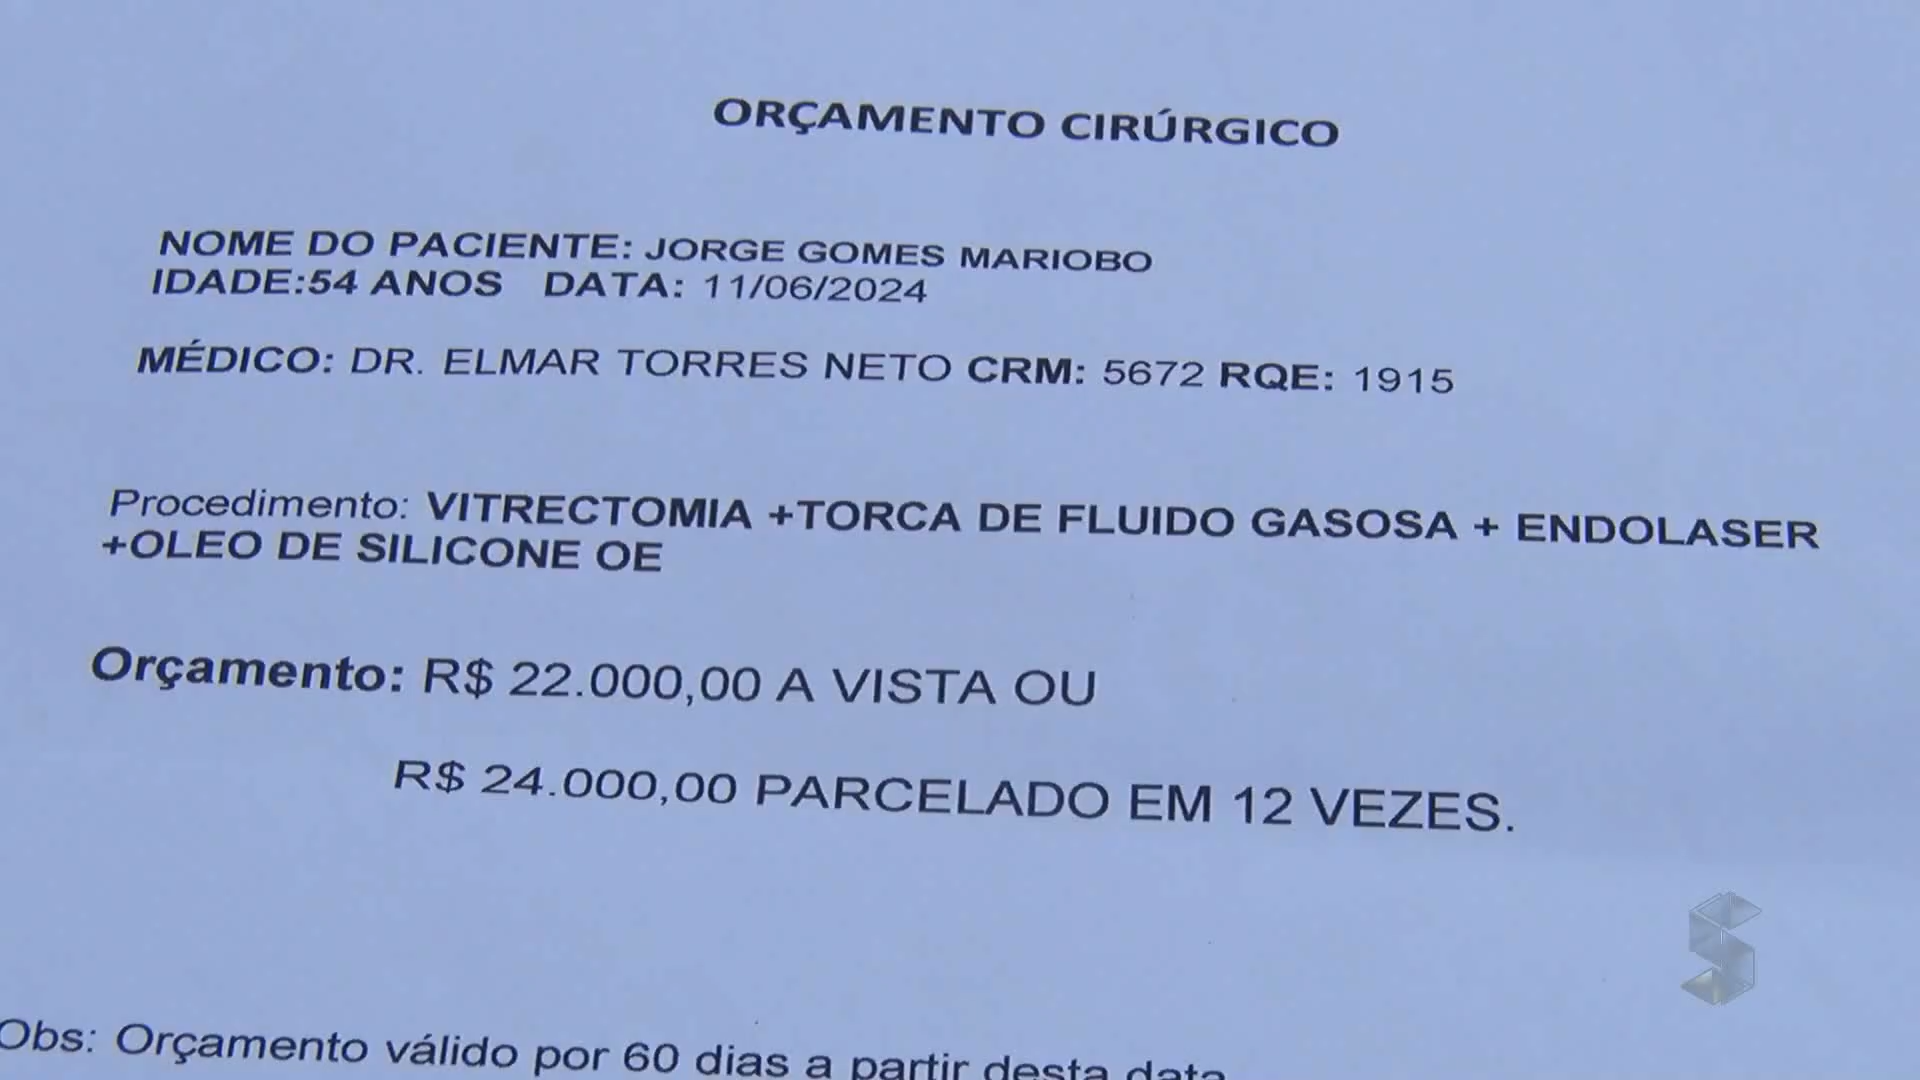 ORÇAMENTO CIRÚRGICO
NOME DO PACIENTE: JORGE GOMES MARIOBO
IDADE:54 ANOS DATA: 11/06/2024
MÉDICO: DR. ELMAR TORRES NETO CRM: 5672 RQE: 1915
Procedimento: VITRECTOMIA +TORCA DE FLUIDO GASOSA + ENDOLASER
+OLEO DE SILICONE OE
Orçamento: R$ 22.000,00 A VISTA OU
R$ 24.000,00 PARCELADO EM 12 VEZES.
Obs: Orçamento válido por 60 dias a partir desta data